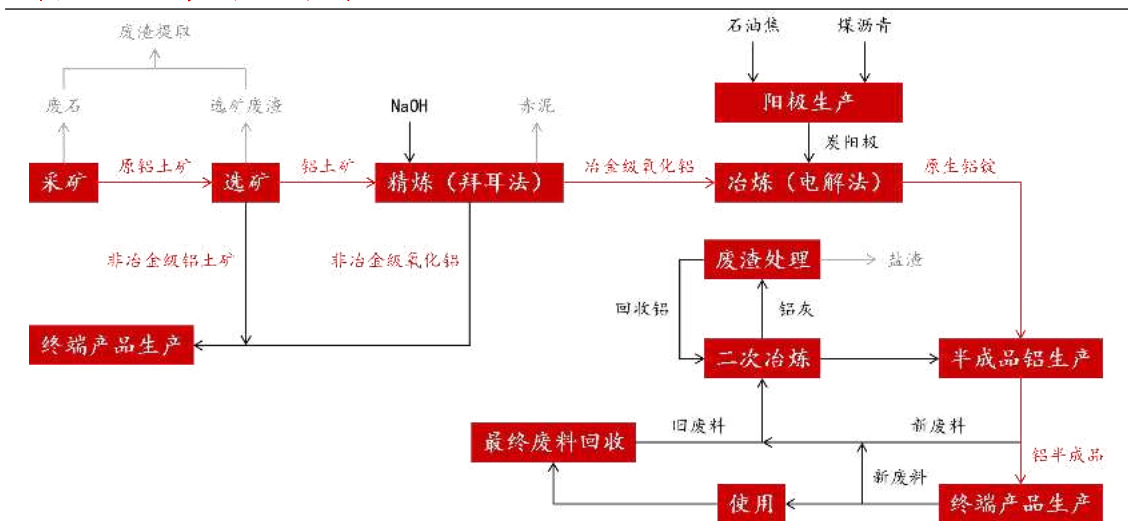 废渣提取
石油焦
煤沥青
废石
选矿废渣
NaOH
赤泥
阳极生产
炭阳极
采矿
原铝土矿
选矿
铝土矿
精炼（拜耳法）
冶金级氧化铝
冶炼（电解法）
原生铝锭
非冶金级铝土矿
非冶金级氧化铝
废渣处理
盐渣
回收铝
铝灰
终端产品生产
二次冶炼
半成品铝生产
最终废料回收
旧废料
新废料
铝半成品
新废料
使用
终端产品生产